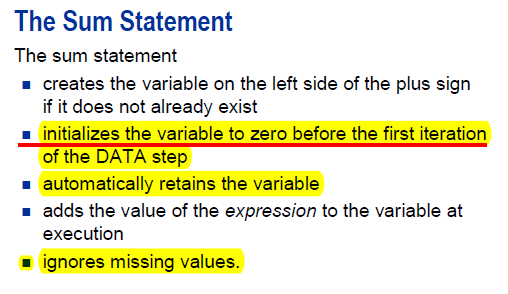 The Sum Statement
The sum statement
creates the variable on the left side of the plus sign
if it does not already exist
initializes the variable to zero before the first iteration
of the DATA step
automatically retains the variable
adds the value of the expression to the variable at
execution
ignores missing values.